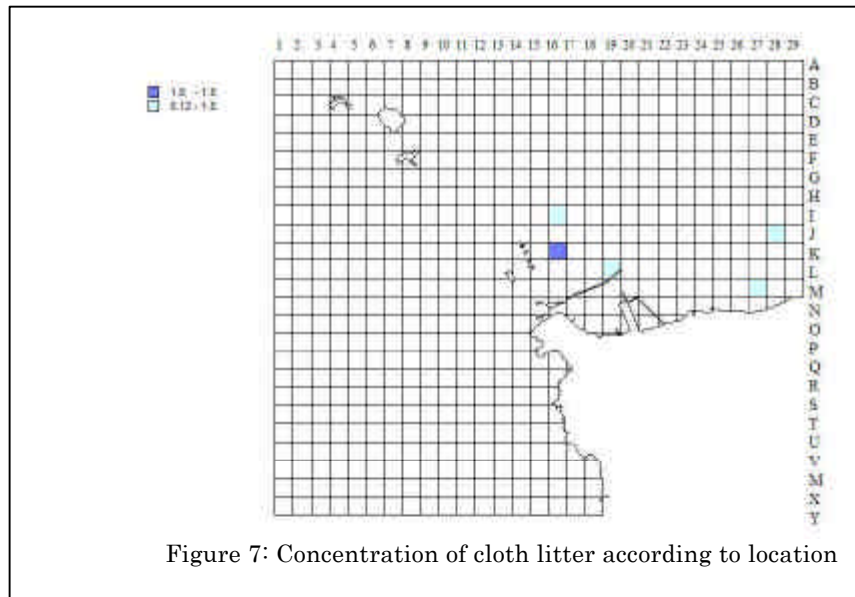 1 2 3 4 5 6 7 8 9 10 11 12 13 14 15 16 17 18 19 20 21 22 23 24 25 26 27 28 29
A
B
C
D
E
F
G
H
I
J
K
L
M
N
O
P
Q
R
S
T
U
V
M
X
Y
Figure 7: Concentration of cloth litter according to location